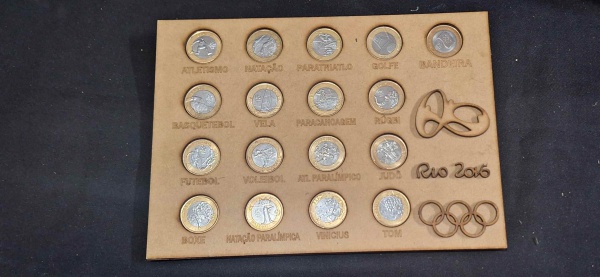 ATLETISMO NATAÇÃO PARATRIATLO GOLFE BANDEIRA
BASQUETEBOL VELA PARACANOAGEM RÚGBI
FUTEBOL VOLEIBOL ATL PARALÍMPICO JUDÔ
Rio 2016
BOXE NATAÇÃO PARALÍMPICA VINICIUS TOM